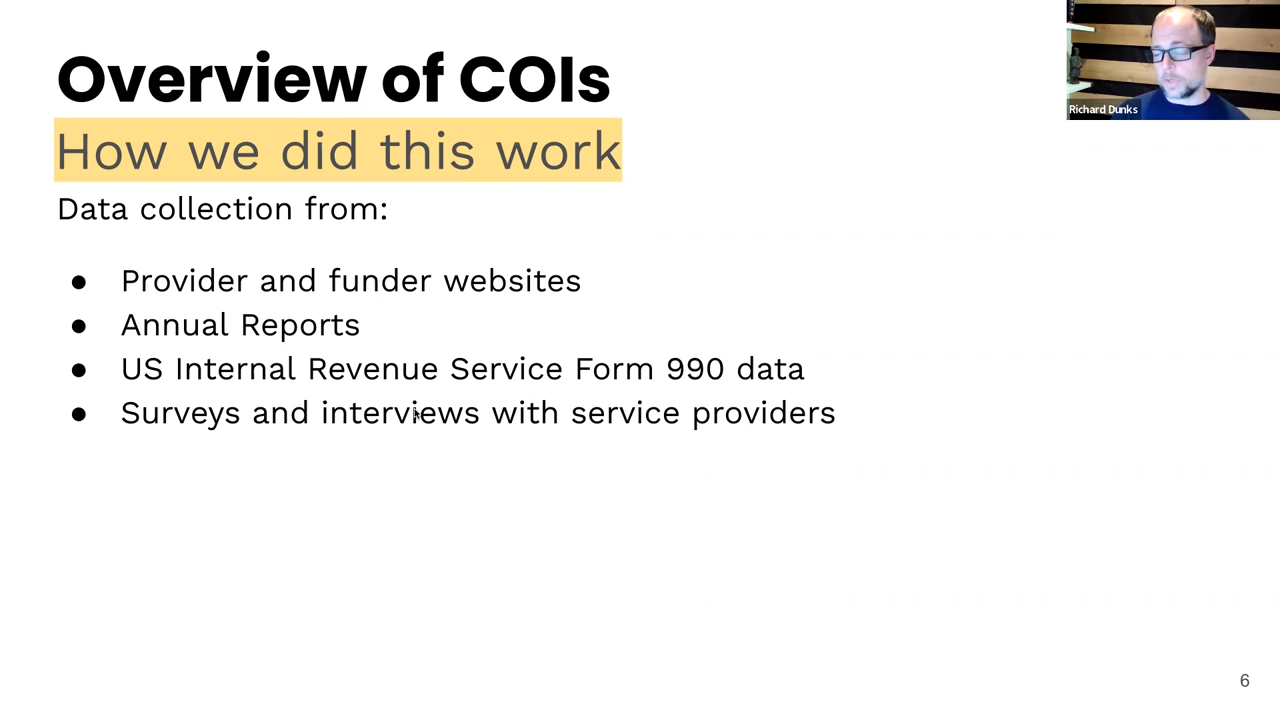 Overview of COIs
How we did this work
Data collection from:
● Provider and funder websites
● Annual Reports
● US Internal Revenue Service Form 990 data
● Surveys and interviews with service providers
Richard Dunks
6